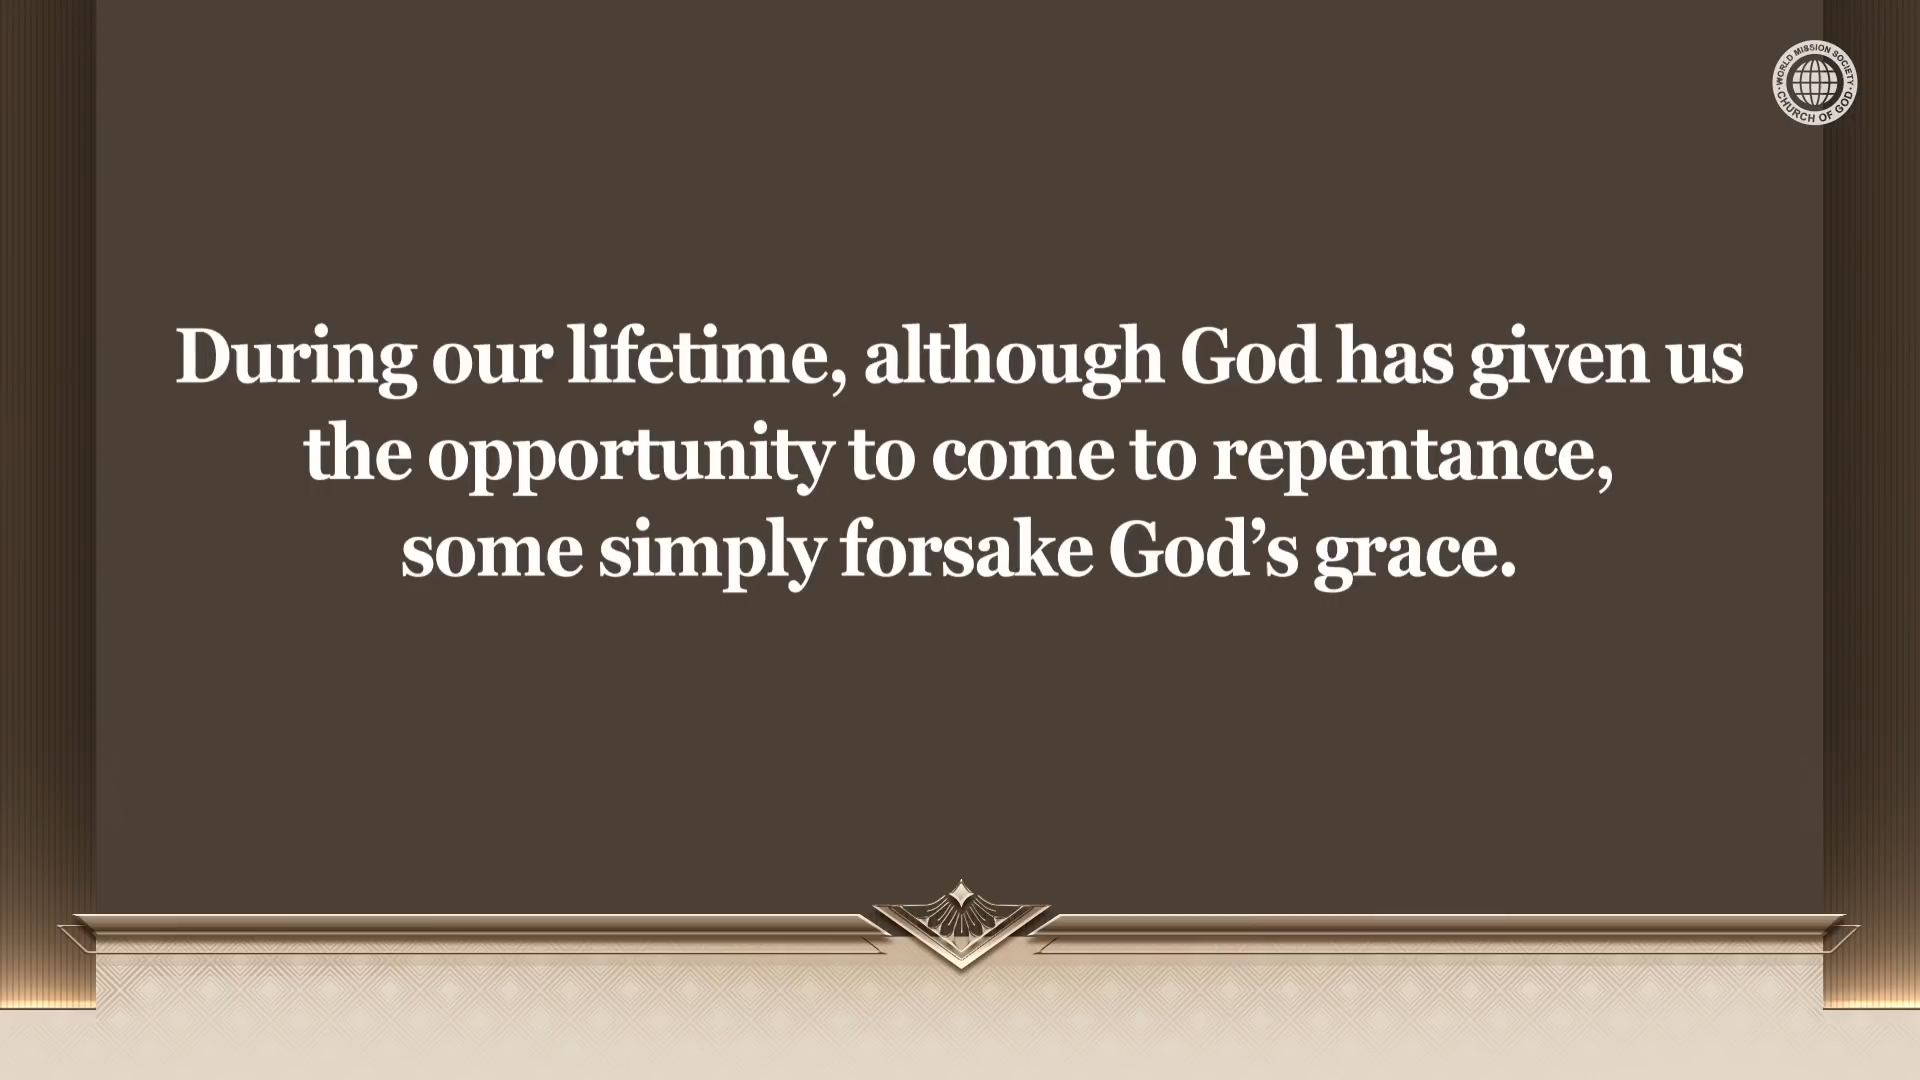 WORLD MISSION SOCIETY
CHURCH OF GOD
During our lifetime, although God has given us
the opportunity to come to repentance,
some simply forsake God’s grace.